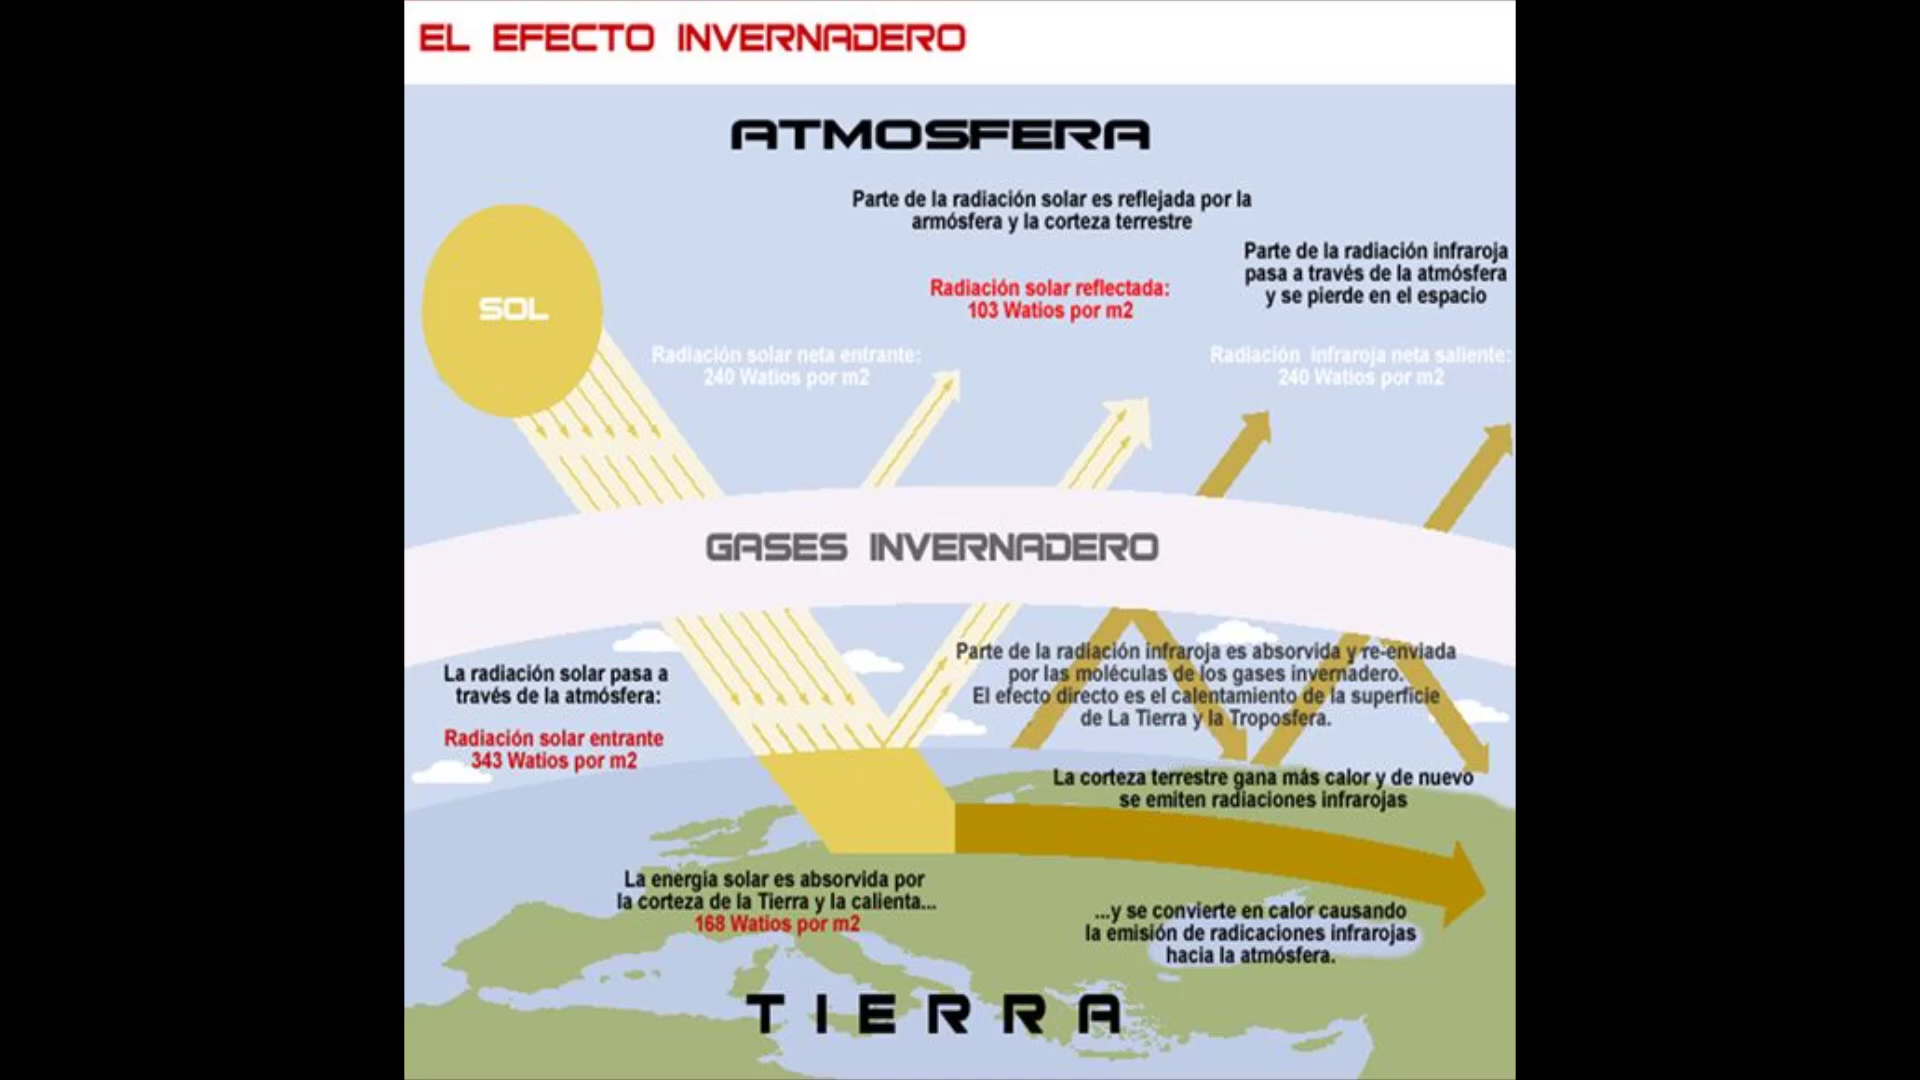 EL EFECTO INVERNADERO
ATMOSFERA
Parte de la radiación solar es reflejada por la
armósfera y la corteza terrestre
Parte de la radiación infraroja
pasa a través de la atmósfera
y se pierde en el espacio
Radiación solar reflectada:
103 Watios por m2
SOL
Radiación solar neta entrante:
240 Watios por m2
Radiación infraroja neta saliente:
240 Watios por m2
GASES INVERNADERO
Parte de la radiación infraroja es absorvida y re-enviada
por las moléculas de los gases invernadero.
El efecto directo es el calentamiento de la superficie
de La Tierra y la Troposfera.
La radiación solar pasa a
través de la atmósfera:
Radiación solar entrante
343 Watios por m2
La corteza terrestre gana más calor y de nuevo
se emiten radiaciones infrarojas
La energia solar es absorvida por
la corteza de la Tierra y la calienta...
168 Watios por m2
...y se convierte en calor causando
la emisión de radicaciones infrarojas
hacia la atmósfera.
TIERRA